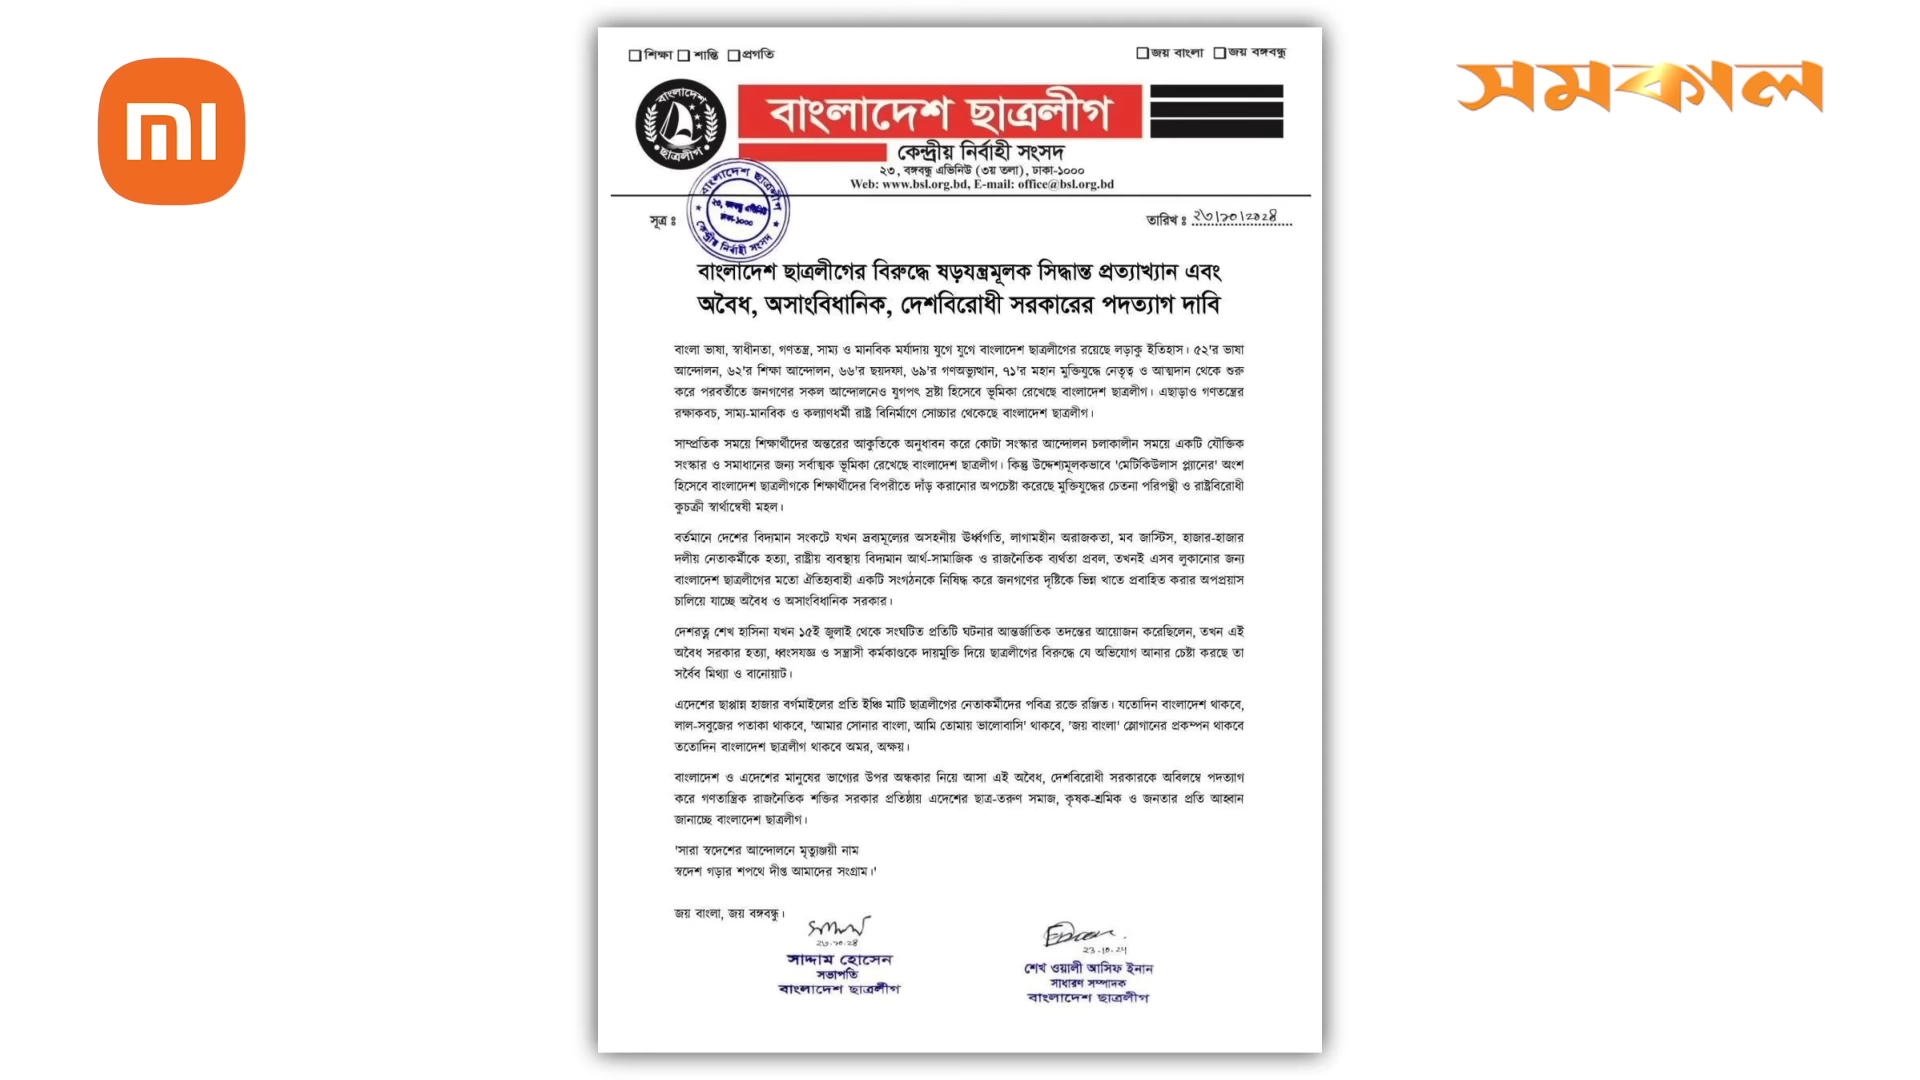 mi
সমকাল
শিক্ষা শান্তি প্রগতি
জয় বাংলা জয় বঙ্গবন্ধু
বাংলাদেশ
ছাত্রলীগ
বাংলাদেশ ছাত্রলীগ
কেন্দ্রীয় নির্বাহী সংসদ
২৩, বঙ্গবন্ধু এভিনিউ (৩য় তলা), ঢাকা-১০০০
Web: www.bsl.org.bd, E-mail: office@bsl.org.bd
বাংলাদেশ ছাত্রলীগ
২৩, বঙ্গবন্ধু এভিনিউ
ঢাকা-১০০০
কেন্দ্রীয় নির্বাহী সংসদ
সূত্র ঃ
তারিখ ঃ ২৩/১০/২০২৪
বাংলাদেশ ছাত্রলীগের বিরুদ্ধে ষড়যন্ত্রমূলক সিদ্ধান্ত প্রত্যাখ্যান এবং
অবৈধ, অসাংবিধানিক, দেশবিরোধী সরকারের পদত্যাগ দাবি
বাংলা ভাষা, স্বাধীনতা, গণতন্ত্র, সাম্য ও মানবিক মর্যাদায় যুগে যুগে বাংলাদেশ ছাত্রলীগের রয়েছে লড়াকু ইতিহাস। ৫২'র ভাষা
আন্দোলন, ৬২'র শিক্ষা আন্দোলন, ৬৬'র ছয়দফা, ৬৯'র গণঅভ্যুত্থান, ৭১'র মহান মুক্তিযুদ্ধে নেতৃত্ব ও আত্মদান থেকে শুরু
করে পরবর্তীতে জনগণের সকল আন্দোলনেও যুগপৎ স্রষ্টা হিসেবে ভূমিকা রেখেছে বাংলাদেশ ছাত্রলীগ। এছাড়াও গণতন্ত্রের
রক্ষাকবচ, সাম্য-মানবিক ও কল্যাণধর্মী রাষ্ট্র বিনির্মাণে সোচ্চার থেকেছে বাংলাদেশ ছাত্রলীগ।
সাম্প্রতিক সময়ে শিক্ষার্থীদের অন্তরের আকুতিকে অনুধাবন করে কোটা সংস্কার আন্দোলন চলাকালীন সময়ে একটি যৌক্তিক
সংস্কার ও সমাধানের জন্য সর্বাত্মক ভূমিকা রেখেছে বাংলাদেশ ছাত্রলীগ। কিন্তু উদ্দেশ্যমূলকভাবে 'মেটিকিউলাস প্ল্যানের' অংশ
হিসেবে বাংলাদেশ ছাত্রলীগকে শিক্ষার্থীদের বিপরীতে দাঁড় করানোর অপচেষ্টা করেছে মুক্তিযুদ্ধের চেতনা পরিপন্থী ও রাষ্ট্রবিরোধী
কুচক্রী স্বার্থান্বেষী মহল।
বর্তমানে দেশের বিদ্যমান সংকটে যখন দ্রব্যমূল্যের অসহনীয় ঊর্ধ্বগতি, লাগামহীন অরাজকতা, মব জাস্টিস, হাজার-হাজার
দলীয় নেতাকর্মীকে হত্যা, রাষ্ট্রীয় ব্যবস্থায় বিদ্যমান আর্থ-সামাজিক ও রাজনৈতিক ব্যর্থতা প্রবল, তখনই এসব লুকানোর জন্য
বাংলাদেশ ছাত্রলীগের মতো ঐতিহ্যবাহী একটি সংগঠনকে নিষিদ্ধ করে জনগণের দৃষ্টিকে ভিন্ন খাতে প্রবাহিত করার অপপ্রয়াস
চালিয়ে যাচ্ছে অবৈধ ও অসাংবিধানিক সরকার।
দেশরত্ন শেখ হাসিনা যখন ১৫ই জুলাই থেকে সংঘটিত প্রতিটি ঘটনার আন্তর্জাতিক তদন্তের আয়োজন করেছিলেন, তখন এই
অবৈধ সরকার হত্যা, ধ্বংসযজ্ঞ ও সন্ত্রাসী কর্মকাণ্ডকে দায়মুক্তি দিয়ে ছাত্রলীগের বিরুদ্ধে যে অভিযোগ আনার চেষ্টা করছে তা
সর্বৈব মিথ্যা ও বানোয়াট।
এদেশের ছাপ্পান্ন হাজার বর্গমাইলের প্রতি ইঞ্চি মাটি ছাত্রলীগের নেতাকর্মীদের পবিত্র রক্তে রঞ্জিত। যতোদিন বাংলাদেশ থাকবে,
লাল-সবুজের পতাকা থাকবে, 'আমার সোনার বাংলা, আমি তোমায় ভালোবাসি' থাকবে, 'জয় বাংলা' স্লোগানের প্রকম্পন থাকবে
ততোদিন বাংলাদেশ ছাত্রলীগ থাকবে অমর, অক্ষয়।
বাংলাদেশ ও এদেশের মানুষের ভাগ্যের উপর অন্ধকার নিয়ে আসা এই অবৈধ, দেশবিরোধী সরকারকে অবিলম্বে পদত্যাগ
করে গণতান্ত্রিক রাজনৈতিক শক্তির সরকার প্রতিষ্ঠায় এদেশের ছাত্র-তরুণ সমাজ, কৃষক-শ্রমিক ও জনতার প্রতি আহ্বান
জানাচ্ছে বাংলাদেশ ছাত্রলীগ।
'সারা স্বদেশের আন্দোলনে মৃত্যুঞ্জয়ী নাম
স্বদেশ গড়ার শপথে দীপ্ত আমাদের সংগ্রাম।'
জয় বাংলা, জয় বঙ্গবন্ধু।
২৩-১০-২৪
সাদ্দাম হোসেন
সভাপতি
বাংলাদেশ ছাত্রলীগ
23-10-24
শেখ ওয়ালী আসিফ ইনান
সাধারণ সম্পাদক
বাংলাদেশ ছাত্রলীগ